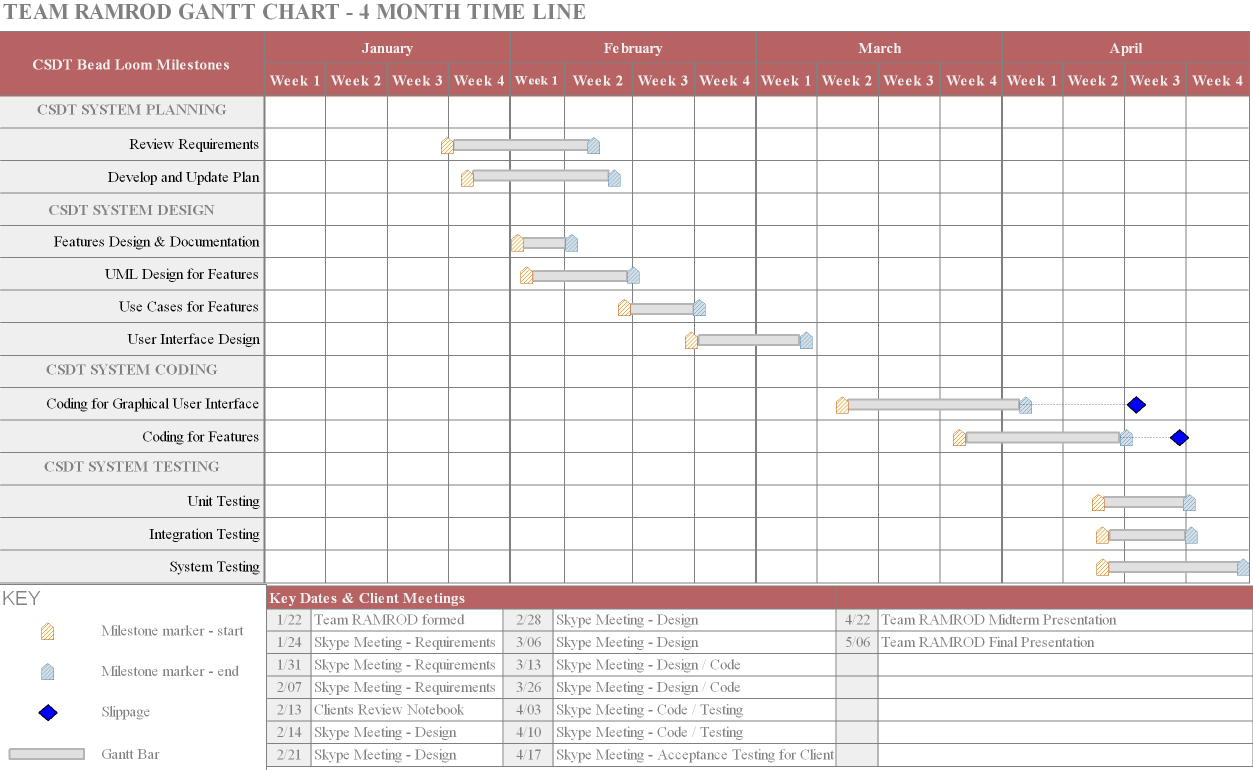 TEAM RAMROD GANTT CHART - 4 MONTH TIME LINE
CSDT Bead Loom Milestones
January February March April
Week 1 Week 2 Week 3 Week 4 Week 1 Week 2 Week 3 Week 4 Week 1 Week 2 Week 3 Week 4 Week 1 Week 2 Week 3 Week 4
CSDT SYSTEM PLANNING
Review Requirements
Develop and Update Plan
CSDT SYSTEM DESIGN
Features Design & Documentation
UML Design for Features
Use Cases for Features
User Interface Design
CSDT SYSTEM CODING
Coding for Graphical User Interface
Coding for Features
CSDT SYSTEM TESTING
Unit Testing
Integration Testing
System Testing
KEY
Milestone marker - start
Milestone marker - end
Slippage
Gantt Bar
Key Dates & Client Meetings
1/22 Team RAMROD formed 2/28 Skype Meeting - Design 4/22 Team RAMROD Midterm Presentation
1/24 Skype Meeting - Requirements 3/06 Skype Meeting - Design 5/06 Team RAMROD Final Presentation
1/31 Skype Meeting - Requirements 3/13 Skype Meeting - Design / Code
2/07 Skype Meeting - Requirements 3/26 Skype Meeting - Design / Code
2/13 Clients Review Notebook 4/03 Skype Meeting - Code / Testing
2/14 Skype Meeting - Design 4/10 Skype Meeting - Code / Testing
2/21 Skype Meeting - Design 4/17 Skype Meeting - Acceptance Testing for Client